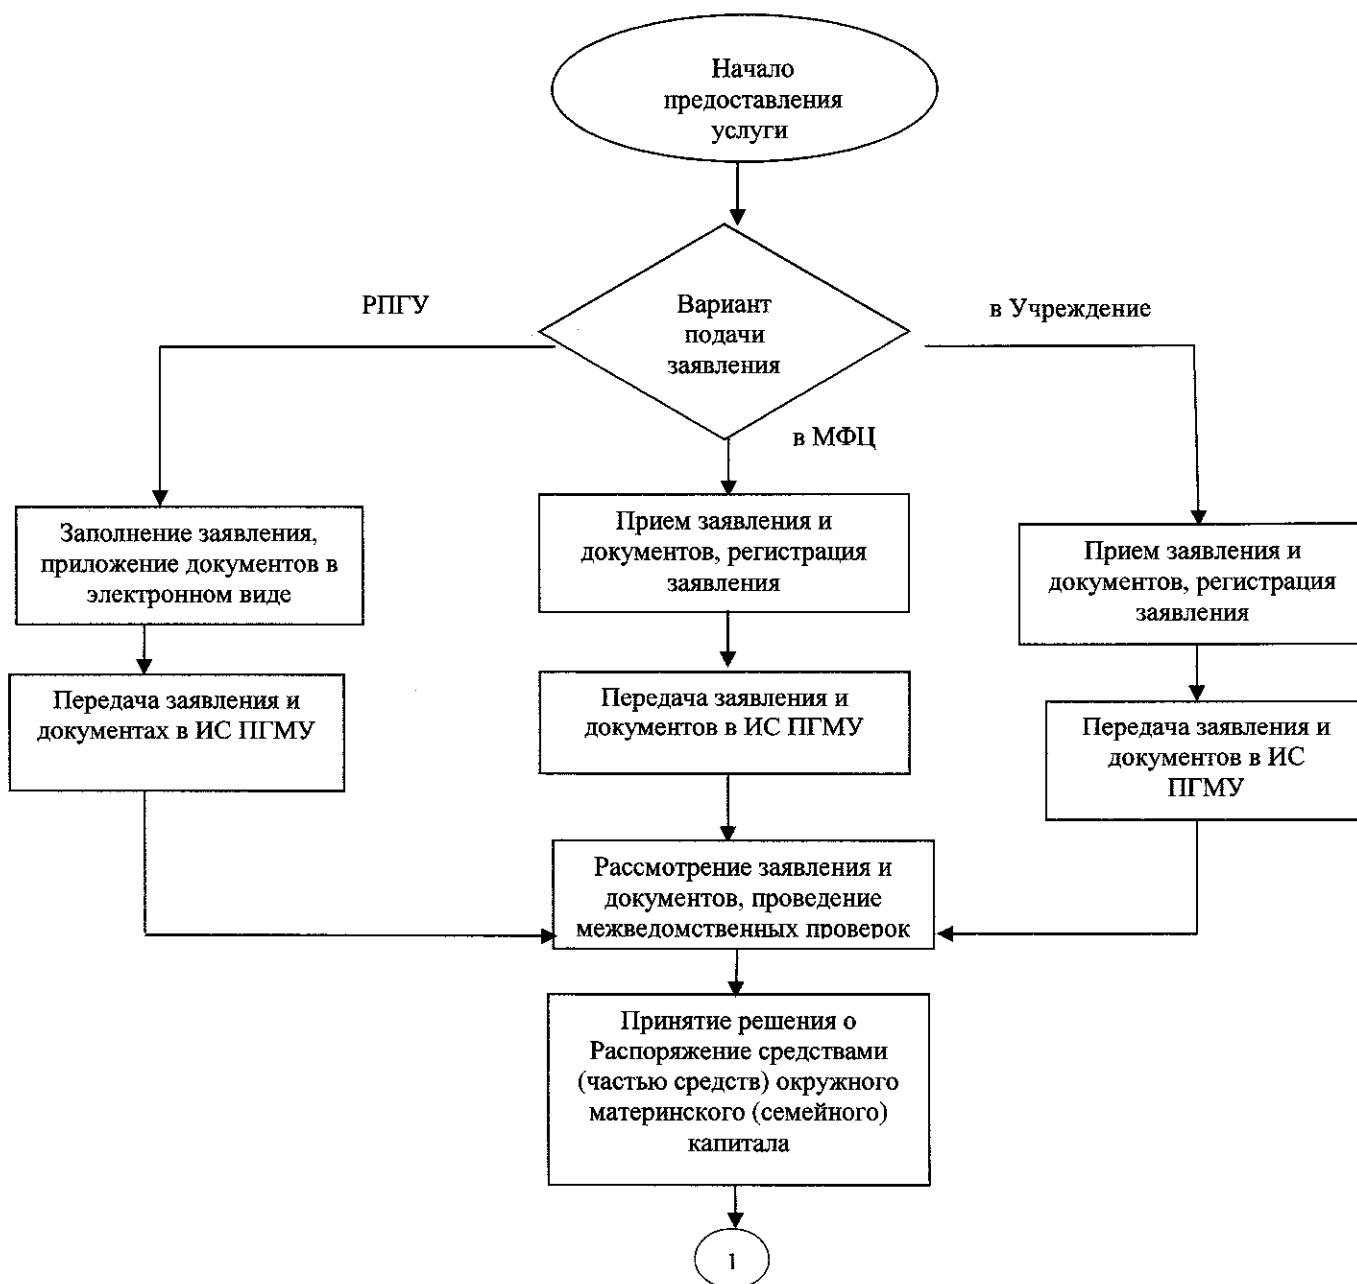 Начало
предоставления
услуги
РПГУ
Вариант
подачи
заявления
в Учреждение
в МФЦ
Заполнение заявления,
приложение документов в
электронном виде
Прием заявления и
документов, регистрация
заявления
Прием заявления и
документов, регистрация
заявления
Передача заявления и
документах в ИС ПГМУ
Передача заявления и
документов в ИС ПГМУ
Передача заявления и
документов в ИС
ПГМУ
Рассмотрение заявления и
документов, проведение
межведомственных проверок
Принятие решения о
Распоряжение средствами
(частью средств) окружного
материнского (семейного)
капитала
1